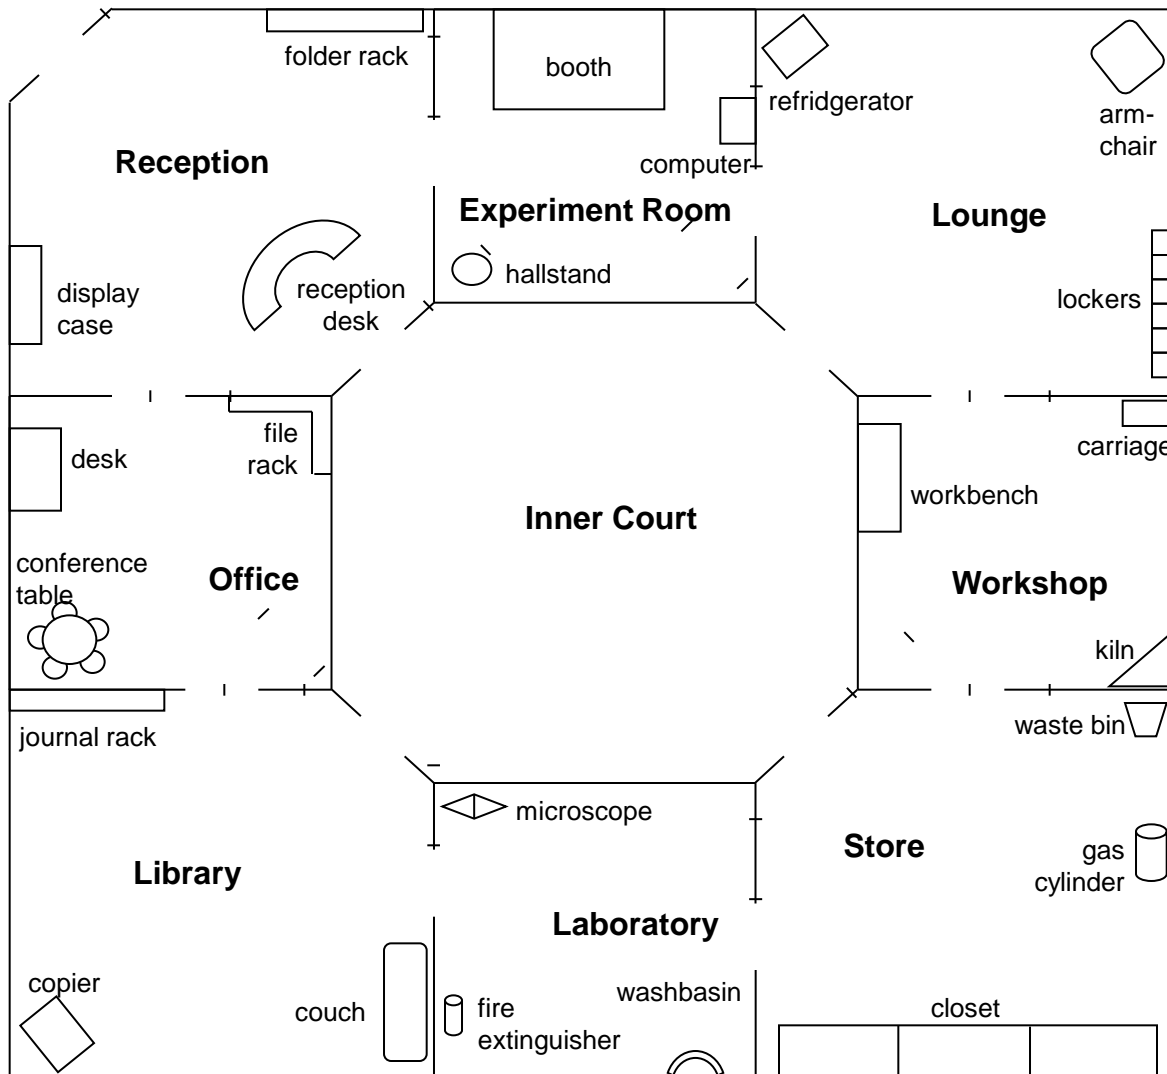 folder rack
booth
refridgerator
arm-
chair
Reception
computer
Experiment Room
Lounge
hallstand
reception
desk
display
case
lockers
file
rack
desk
carriage
workbench
Inner Court
conference
table
Office
Workshop
kiln
journal rack
waste bin
microscope
Store
gas
cylinder
Library
Laboratory
copier
couch
fire
extinguisher
washbasin
closet